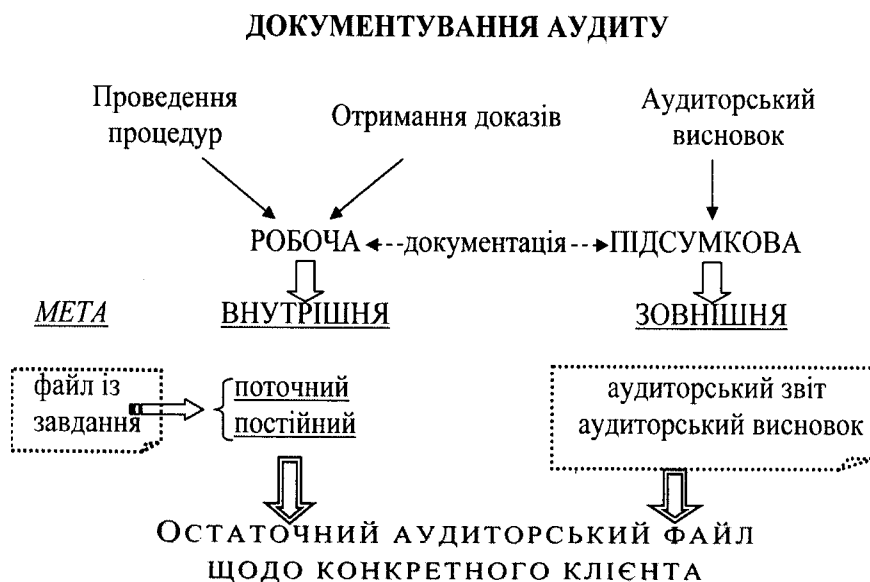 ДОКУМЕНТУВАННЯ АУДИТУ
Проведення
процедур
Отримання доказів
Аудиторський
висновок
РОБОЧА
документація
ПІДСУМКОВА
МЕТА
ВНУТРІШНЯ
ЗОВНІШНЯ
файл із
завдання
поточний
постійний
аудиторський звіт
аудиторський висновок
ОСТАТОЧНИЙ АУДИТОРСЬКИЙ ФАЙЛ
ЩОДО КОНКРЕТНОГО КЛІЄНТА